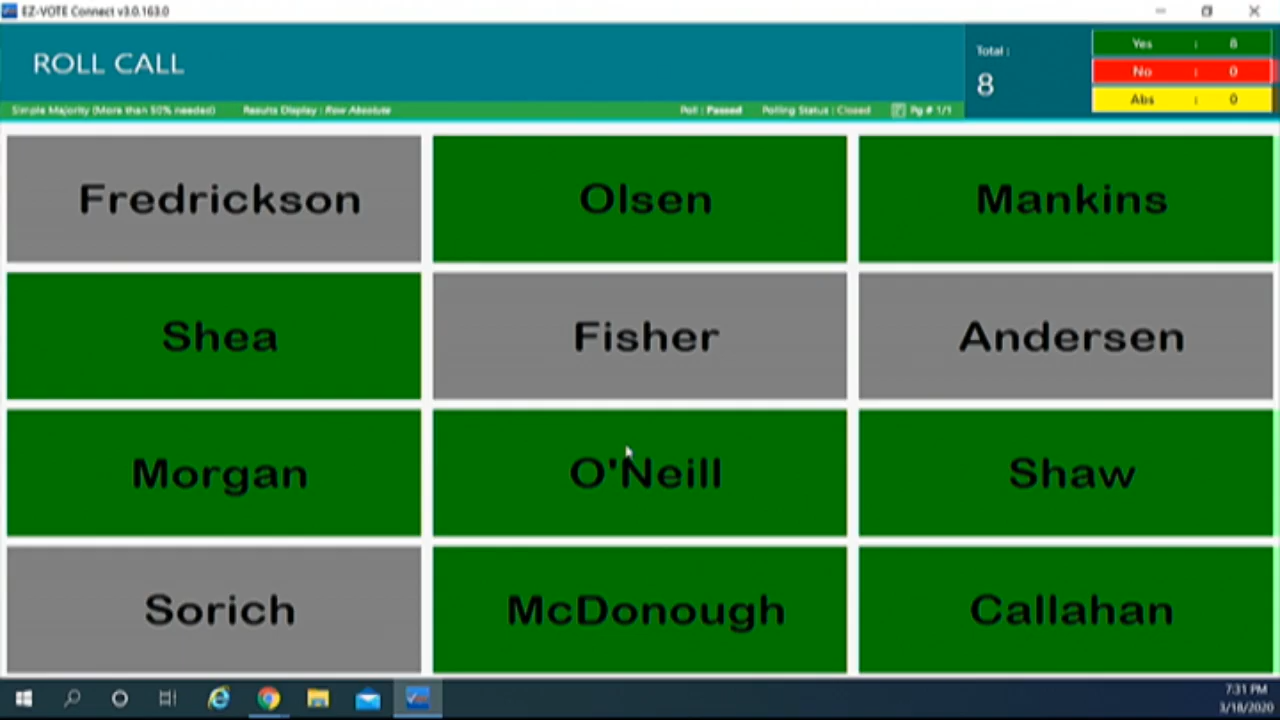 EZ-VOTE Connect v3.0.163.0
ROLL CALL
Total :
8
Yes : 8
No : 0
Abs : 0
Simple Majority (More than 50% needed) Results Display : Raw Absolute Poll : Passed Polling Status : Closed Pg # 1/1
Fredrickson Olsen Mankins
Shea Fisher Andersen
Morgan O'Neill Shaw
Sorich McDonough Callahan
7:31 PM
3/18/2020